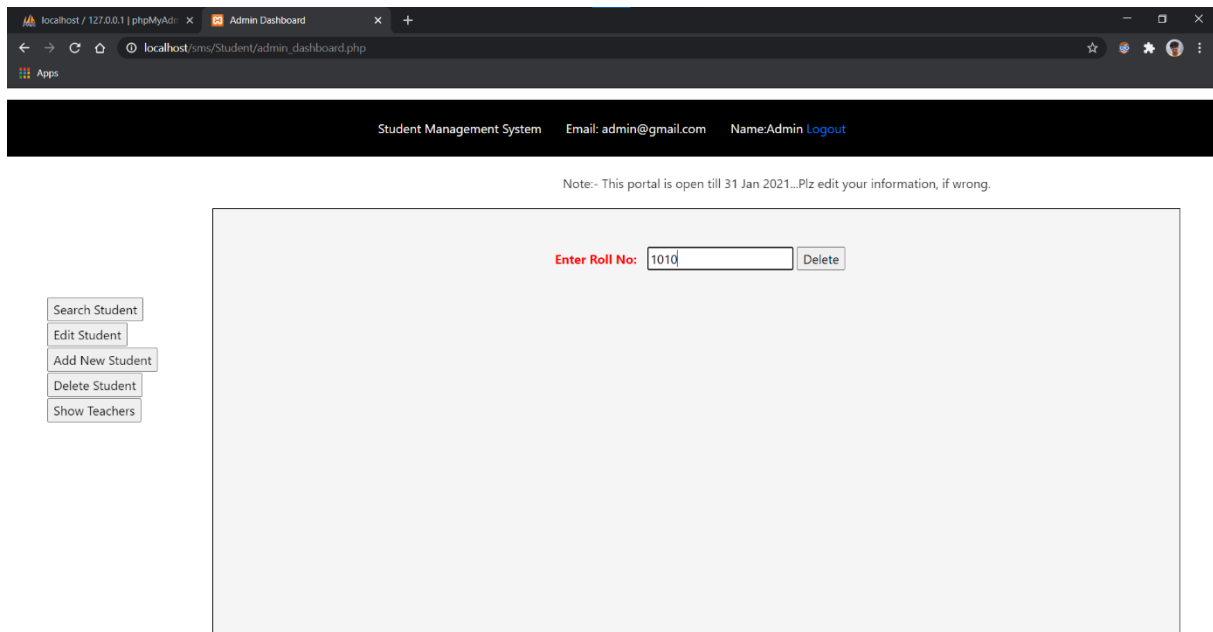 localhost / 127.0.0.1 | phpMyAdm
Admin Dashboard
localhost/sms/Student/admin_dashboard.php
Apps
Student Management System Email: admin@gmail.com Name:Admin Logout
Note:- This portal is open till 31 Jan 2021...Plz edit your information, if wrong.
Enter Roll No: 1010 Delete
Search Student
Edit Student
Add New Student
Delete Student
Show Teachers